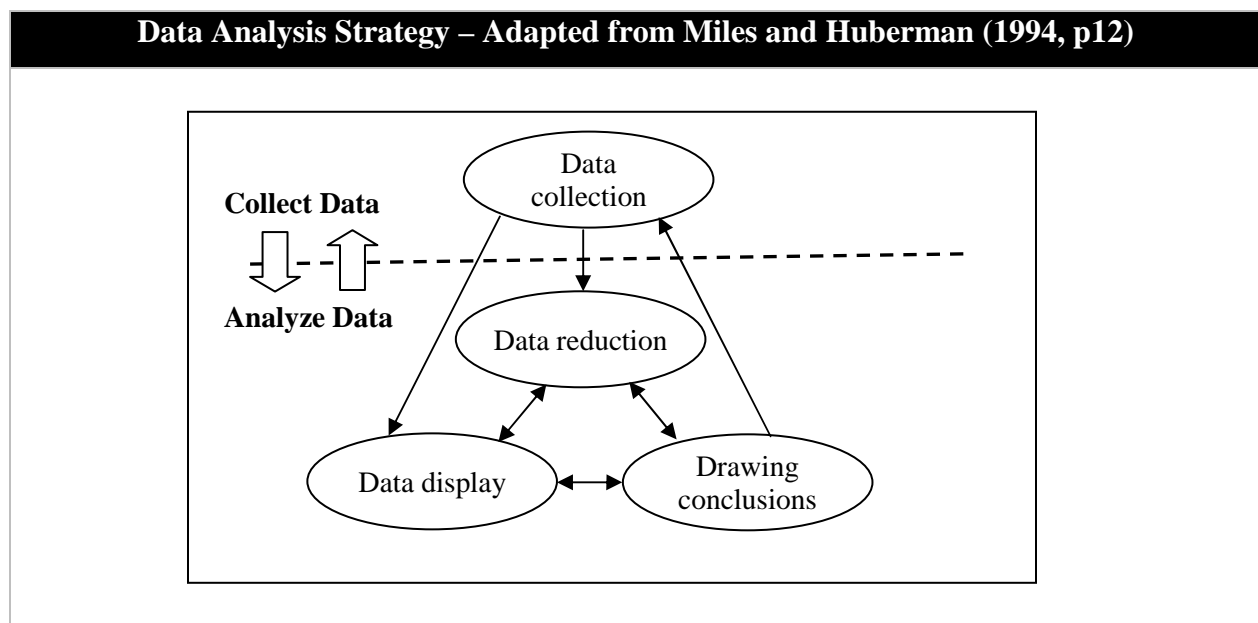 Data Analysis Strategy – Adapted from Miles and Huberman (1994, p12)
Data
collection
Collect Data
Analyze Data
Data reduction
Data display
Drawing
conclusions